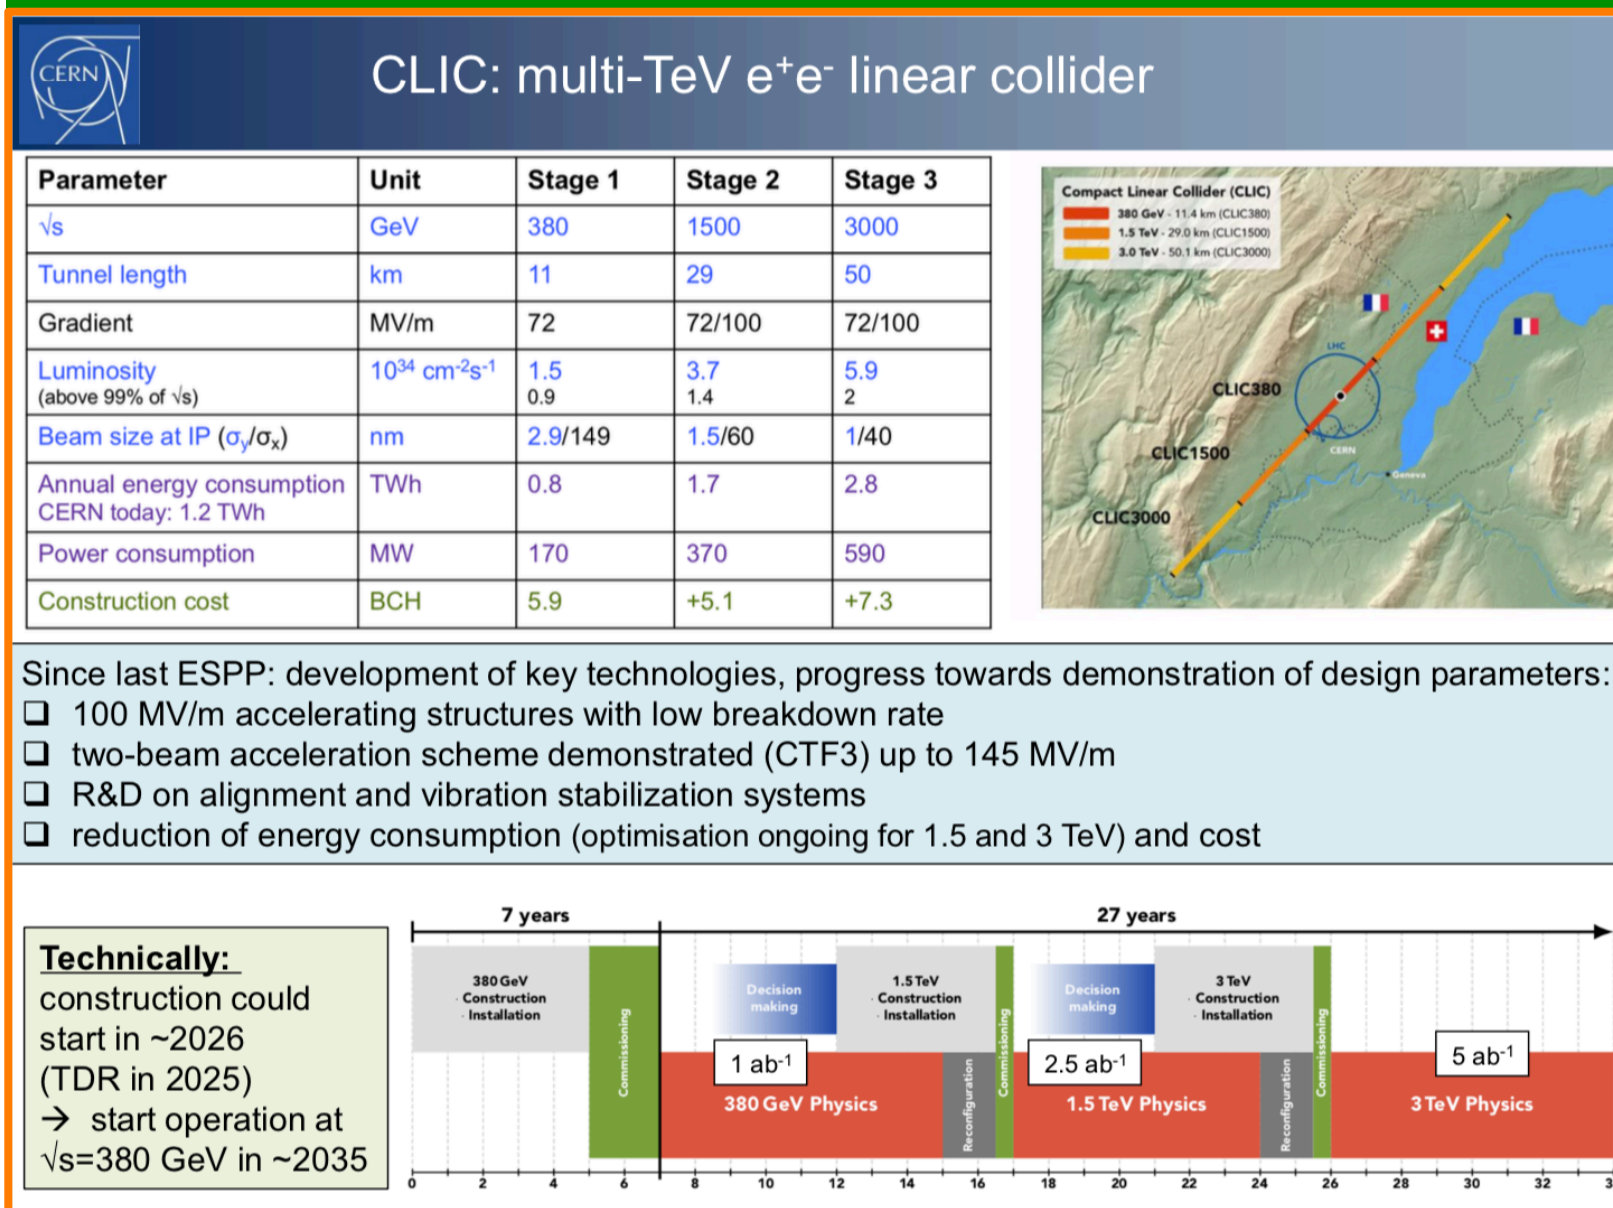 CERN
CLIC: multi-TeV e⁺e⁻ linear collider
Parameter Unit Stage 1 Stage 2 Stage 3
√s GeV 380 1500 3000
Tunnel length km 11 29 50
Gradient MV/m 72 72/100 72/100
Luminosity 10³⁴ cm⁻²s⁻¹ 1.5 3.7 5.9
(above 99% of √s) 0.9 1.4 2
Beam size at IP (σy/σx) nm 2.9/149 1.5/60 1/40
Annual energy consumption TWh 0.8 1.7 2.8
CERN today: 1.2 TWh
Power consumption MW 170 370 590
Construction cost BCH 5.9 +5.1 +7.3
Compact Linear Collider (CLIC)
380 GeV - 11.4 km (CLIC380)
1.5 TeV - 29.0 km (CLIC1500)
3.0 TeV - 50.1 km (CLIC3000)
LHC
CLIC380
CERN
CLIC1500
Geneva
CLIC3000
Since last ESPP: development of key technologies, progress towards demonstration of design parameters:
❑ 100 MV/m accelerating structures with low breakdown rate
❑ two-beam acceleration scheme demonstrated (CTF3) up to 145 MV/m
❑ R&D on alignment and vibration stabilization systems
❑ reduction of energy consumption (optimisation ongoing for 1.5 and 3 TeV) and cost
Technically:
construction could
start in ~2026
(TDR in 2025)
→ start operation at
√s=380 GeV in ~2035
7 years 27 years
380 GeV
· Construction
· Installation
Commissioning
Decision
making
1.5 TeV
· Construction
· Installation
Commissioning
Decision
making
3 TeV
· Construction
· Installation
Commissioning
1 ab⁻¹
380 GeV Physics
Reconfiguration
2.5 ab⁻¹
1.5 TeV Physics
Reconfiguration
5 ab⁻¹
3 TeV Physics
0 2 4 6 8 10 12 14 16 18 20 22 24 26 28 30 32